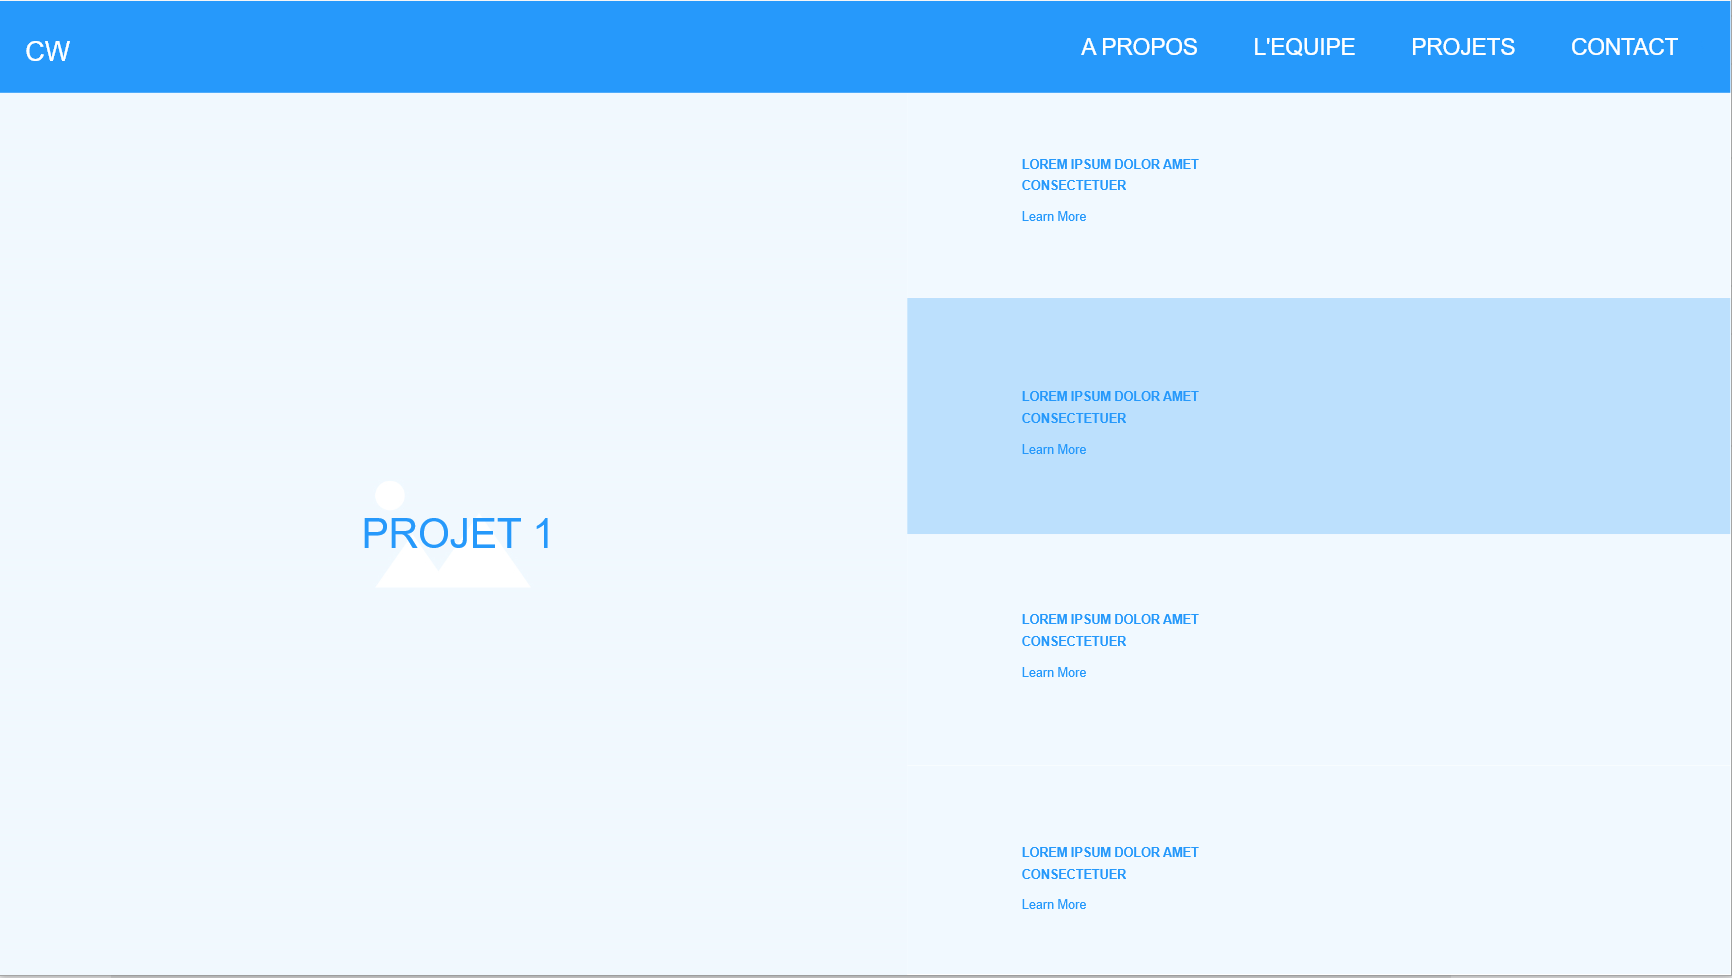 CW
A PROPOS
L'EQUIPE
PROJETS
CONTACT
PROJET 1
LOREM IPSUM DOLOR AMET
CONSECTETUER
Learn More
LOREM IPSUM DOLOR AMET
CONSECTETUER
Learn More
LOREM IPSUM DOLOR AMET
CONSECTETUER
Learn More
LOREM IPSUM DOLOR AMET
CONSECTETUER
Learn More